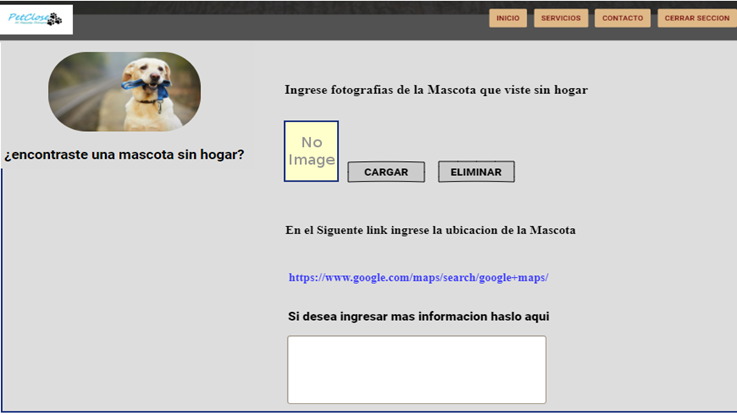 PetClose
INICIO
SERVICIOS
CONTACTO
CERRAR SECCION
¿encontraste una mascota sin hogar?
Ingrese fotografias de la Mascota que viste sin hogar
No
Image
CARGAR
ELIMINAR
En el Siguente link ingrese la ubicacion de la Mascota
https://www.google.com/maps/search/google+maps/
Si desea ingresar mas informacion haslo aqui